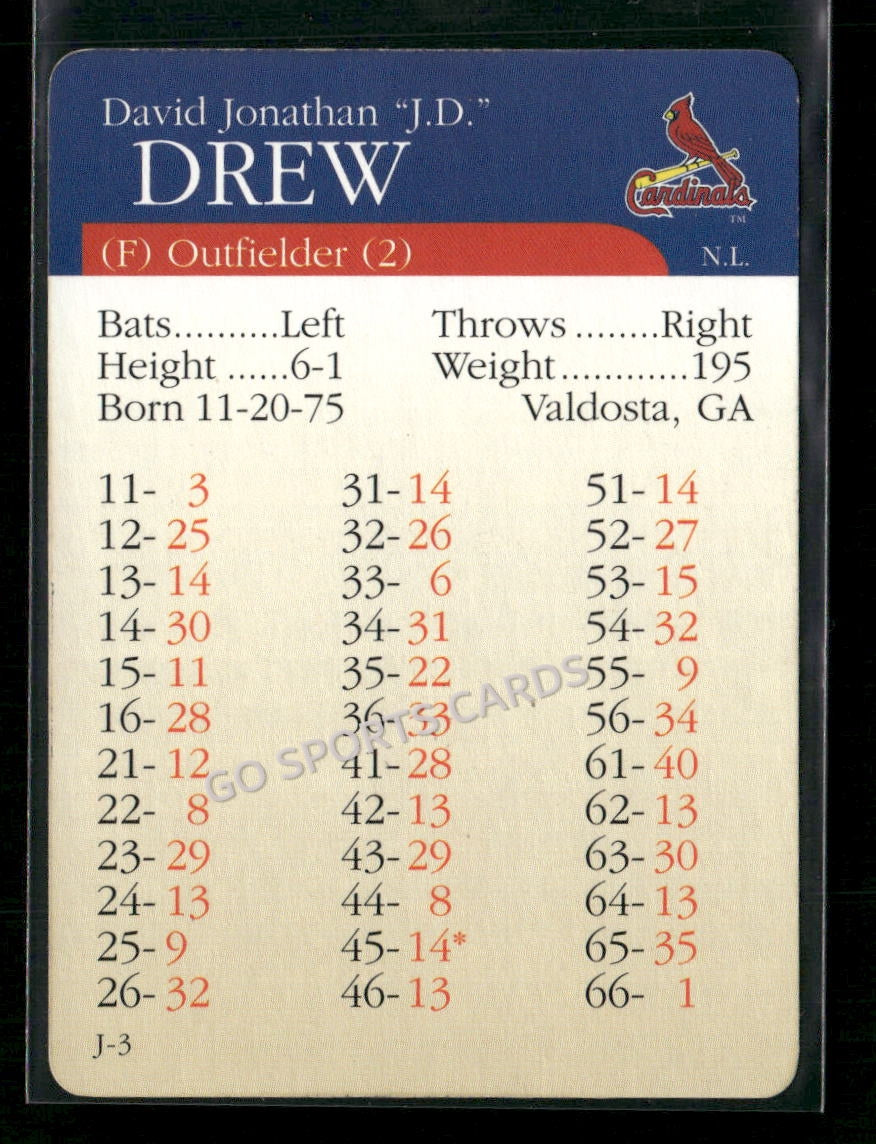 David Jonathan “J.D.”
DREW
Cardinals
TM
(F) Outfielder (2)
N.L.
Bats..........Left
Throws ........Right
Height ......6-1
Weight............195
Born 11-20-75
Valdosta, GA
11- 3
12- 25
13- 14
14- 30
15- 11
16- 28
21- 12
22- 8
23- 29
24- 13
25- 9
26- 32
31- 14
32- 26
33- 6
34- 31
35- 22
36- 33
41- 28
42- 13
43- 29
44- 8
45- 14*
46- 13
51- 14
52- 27
53- 15
54- 32
55- 9
56- 34
61- 40
62- 13
63- 30
64- 13
65- 35
66- 1
J-3
GO SPORTS CARDS